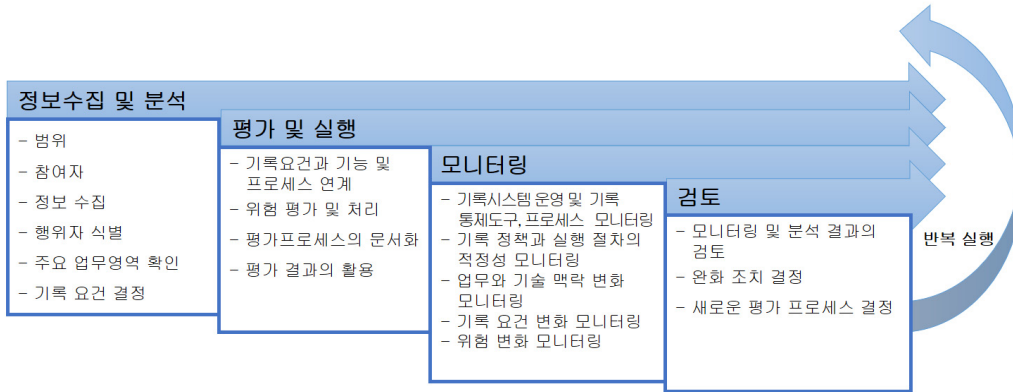 정보수집 및 분석
– 범위
– 참여자
– 정보 수집
– 행위자 식별
– 주요 업무영역 확인
– 기록 요건 결정
평가 및 실행
– 기록요건과 기능 및
프로세스 연계
– 위험 평가 및 처리
– 평가프로세스의 문서화
– 평가 결과의 활용
모니터링
– 기록시스템 운영 및 기록
통제도구, 프로세스 모니터링
– 기록 정책과 실행 절차의
적정성 모니터링
– 업무와 기술 맥락 변화
모니터링
– 기록 요건 변화 모니터링
– 위험 변화 모니터링
검토
– 모니터링 및 분석 결과의
검토
– 완화 조치 결정
– 새로운 평가 프로세스 결정
반복 실행